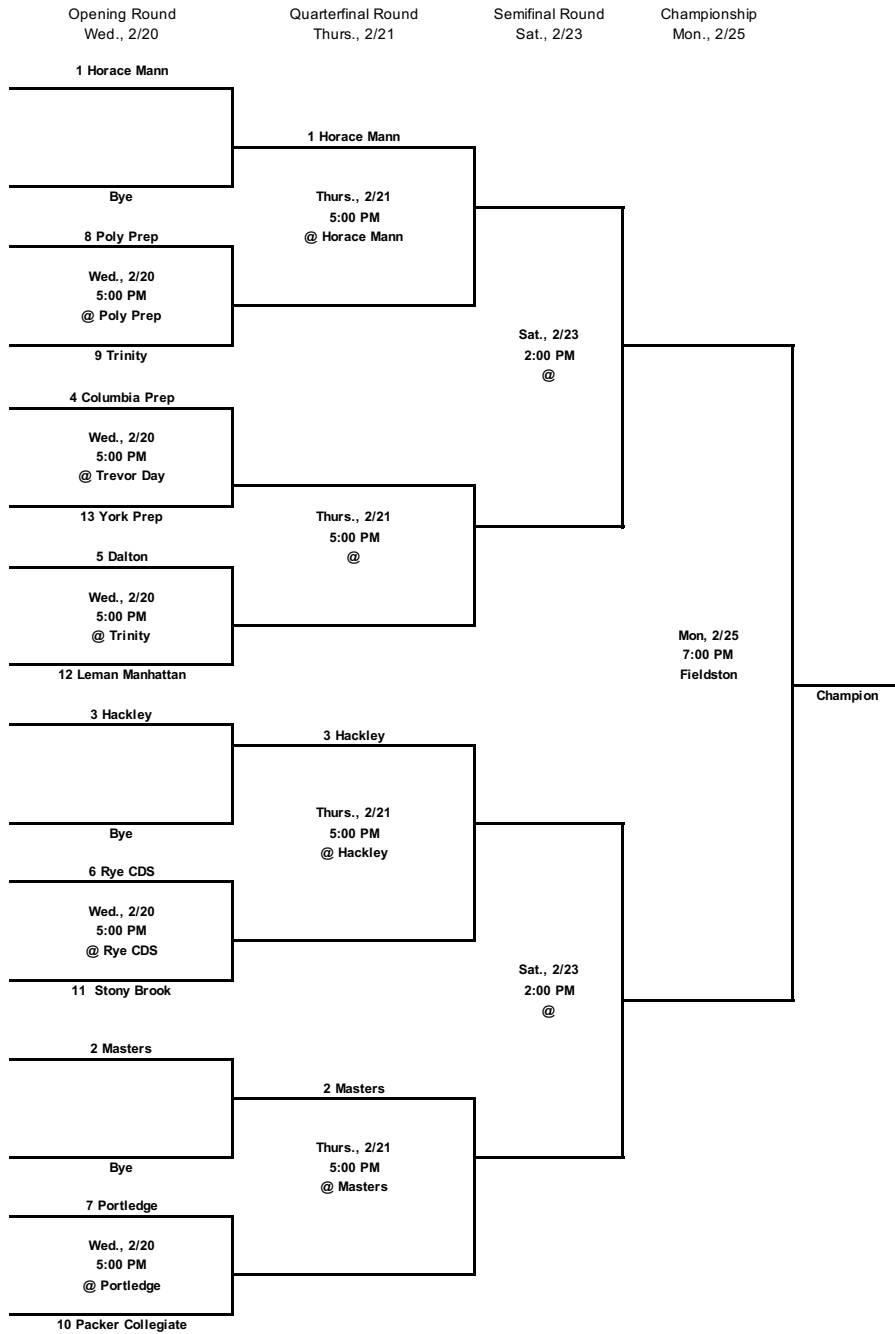 Opening Round
Wed., 2/20
Quarterfinal Round
Thurs., 2/21
Semifinal Round
Sat., 2/23
Championship
Mon., 2/25
1 Horace Mann
Bye
8 Poly Prep
Wed., 2/20
5:00 PM
@ Poly Prep
9 Trinity
4 Columbia Prep
Wed., 2/20
5:00 PM
@ Trevor Day
13 York Prep
5 Dalton
Wed., 2/20
5:00 PM
@ Trinity
12 Leman Manhattan
3 Hackley
Bye
6 Rye CDS
Wed., 2/20
5:00 PM
@ Rye CDS
11 Stony Brook
2 Masters
Bye
7 Portledge
Wed., 2/20
5:00 PM
@ Portledge
10 Packer Collegiate
1 Horace Mann
Thurs., 2/21
5:00 PM
@ Horace Mann
Thurs., 2/21
5:00 PM
@
3 Hackley
Thurs., 2/21
5:00 PM
@ Hackley
2 Masters
Thurs., 2/21
5:00 PM
@ Masters
Sat., 2/23
2:00 PM
@
Sat., 2/23
2:00 PM
@
Mon, 2/25
7:00 PM
Fieldston
Champion